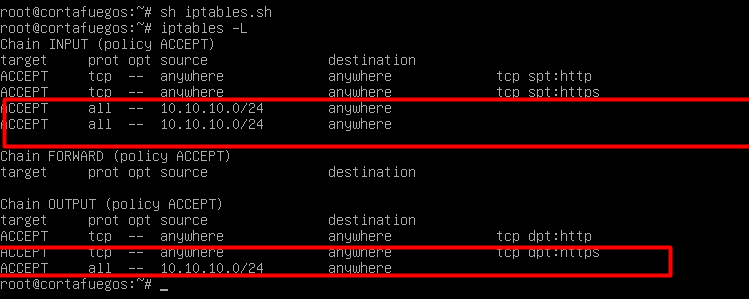 root@cortafuegos:~# sh iptables.sh
root@cortafuegos:~# iptables -L
Chain INPUT (policy ACCEPT)
target     prot opt source               destination
ACCEPT     tcp  --  anywhere             anywhere             tcp spt:http
ACCEPT     tcp  --  anywhere             anywhere             tcp spt:https
ACCEPT     all  --  10.10.10.0/24        anywhere
ACCEPT     all  --  10.10.10.0/24        anywhere
Chain FORWARD (policy ACCEPT)
target     prot opt source               destination
Chain OUTPUT (policy ACCEPT)
target     prot opt source               destination
ACCEPT     tcp  --  anywhere             anywhere             tcp dpt:http
ACCEPT     tcp  --  anywhere             anywhere             tcp dpt:https
ACCEPT     all  --  10.10.10.0/24        anywhere
root@cortafuegos:~# _